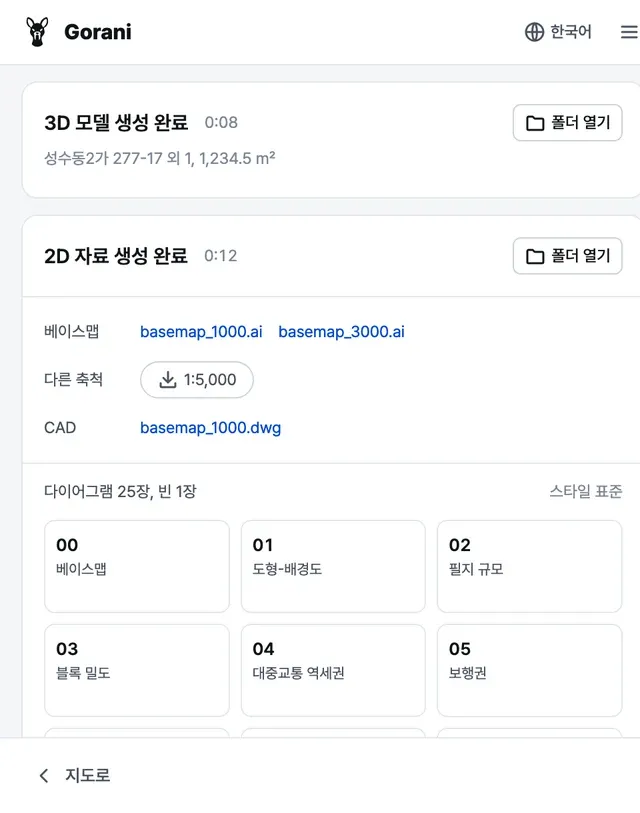 Gorani
한국어
3D 모델 생성 완료 0:08
폴더 열기
성수동2가 277-17 외 1, 1,234.5 m²
2D 자료 생성 완료 0:12
폴더 열기
베이스맵 basemap_1000.ai basemap_3000.ai
다른 축척 1:5,000
CAD basemap_1000.dwg
다이어그램 25장, 빈 1장 스타일 표준
00
베이스맵
01
도형-배경도
02
필지 규모
03
블록 밀도
04
대중교통 역세권
05
보행권
지도로